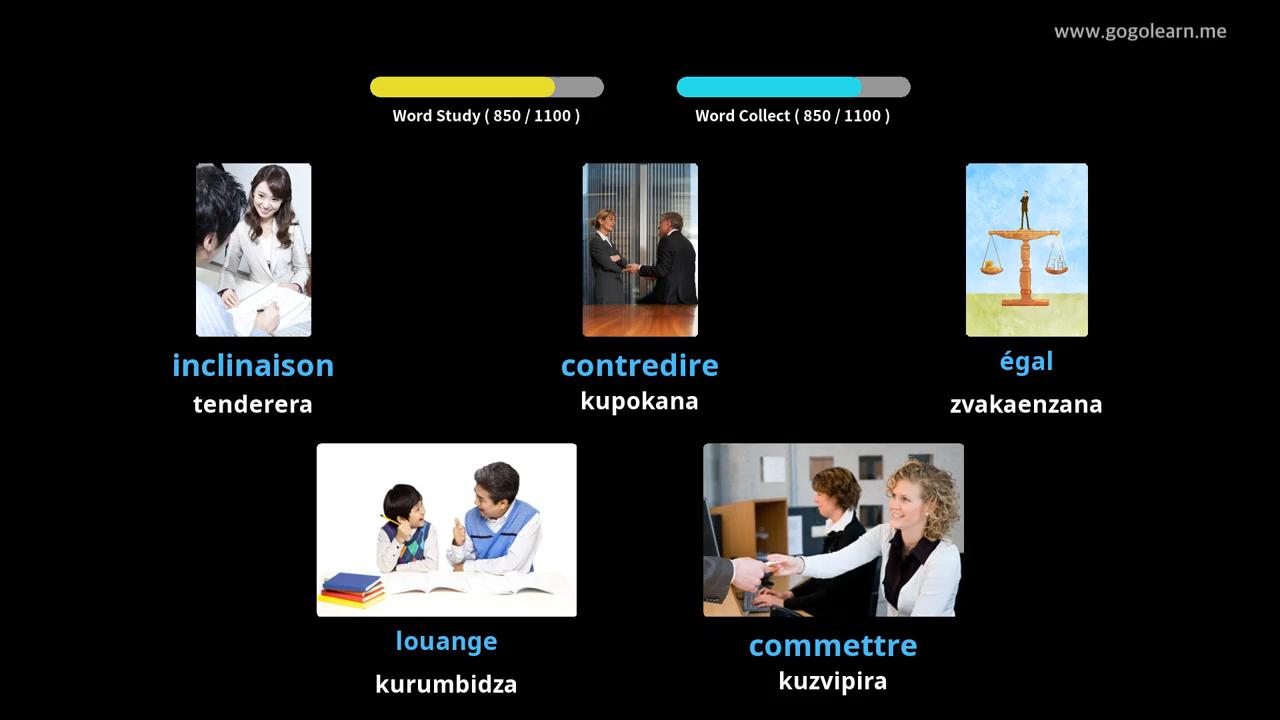 www.gogolearn.me
Word Study ( 850 / 1100 )
Word Collect ( 850 / 1100 )
inclinaison
tenderera
contredire
kupokana
égal
zvakaenzana
louange
kurumbidza
commettre
kuzvipira